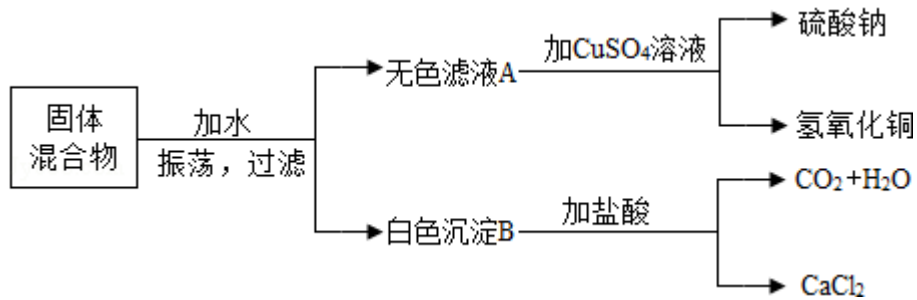 固体
混合物
加水
振荡，过滤
无色滤液A
加CuSO₄溶液
硫酸钠
氢氧化铜
白色沉淀B
加盐酸
CO₂+H₂O
CaCl₂